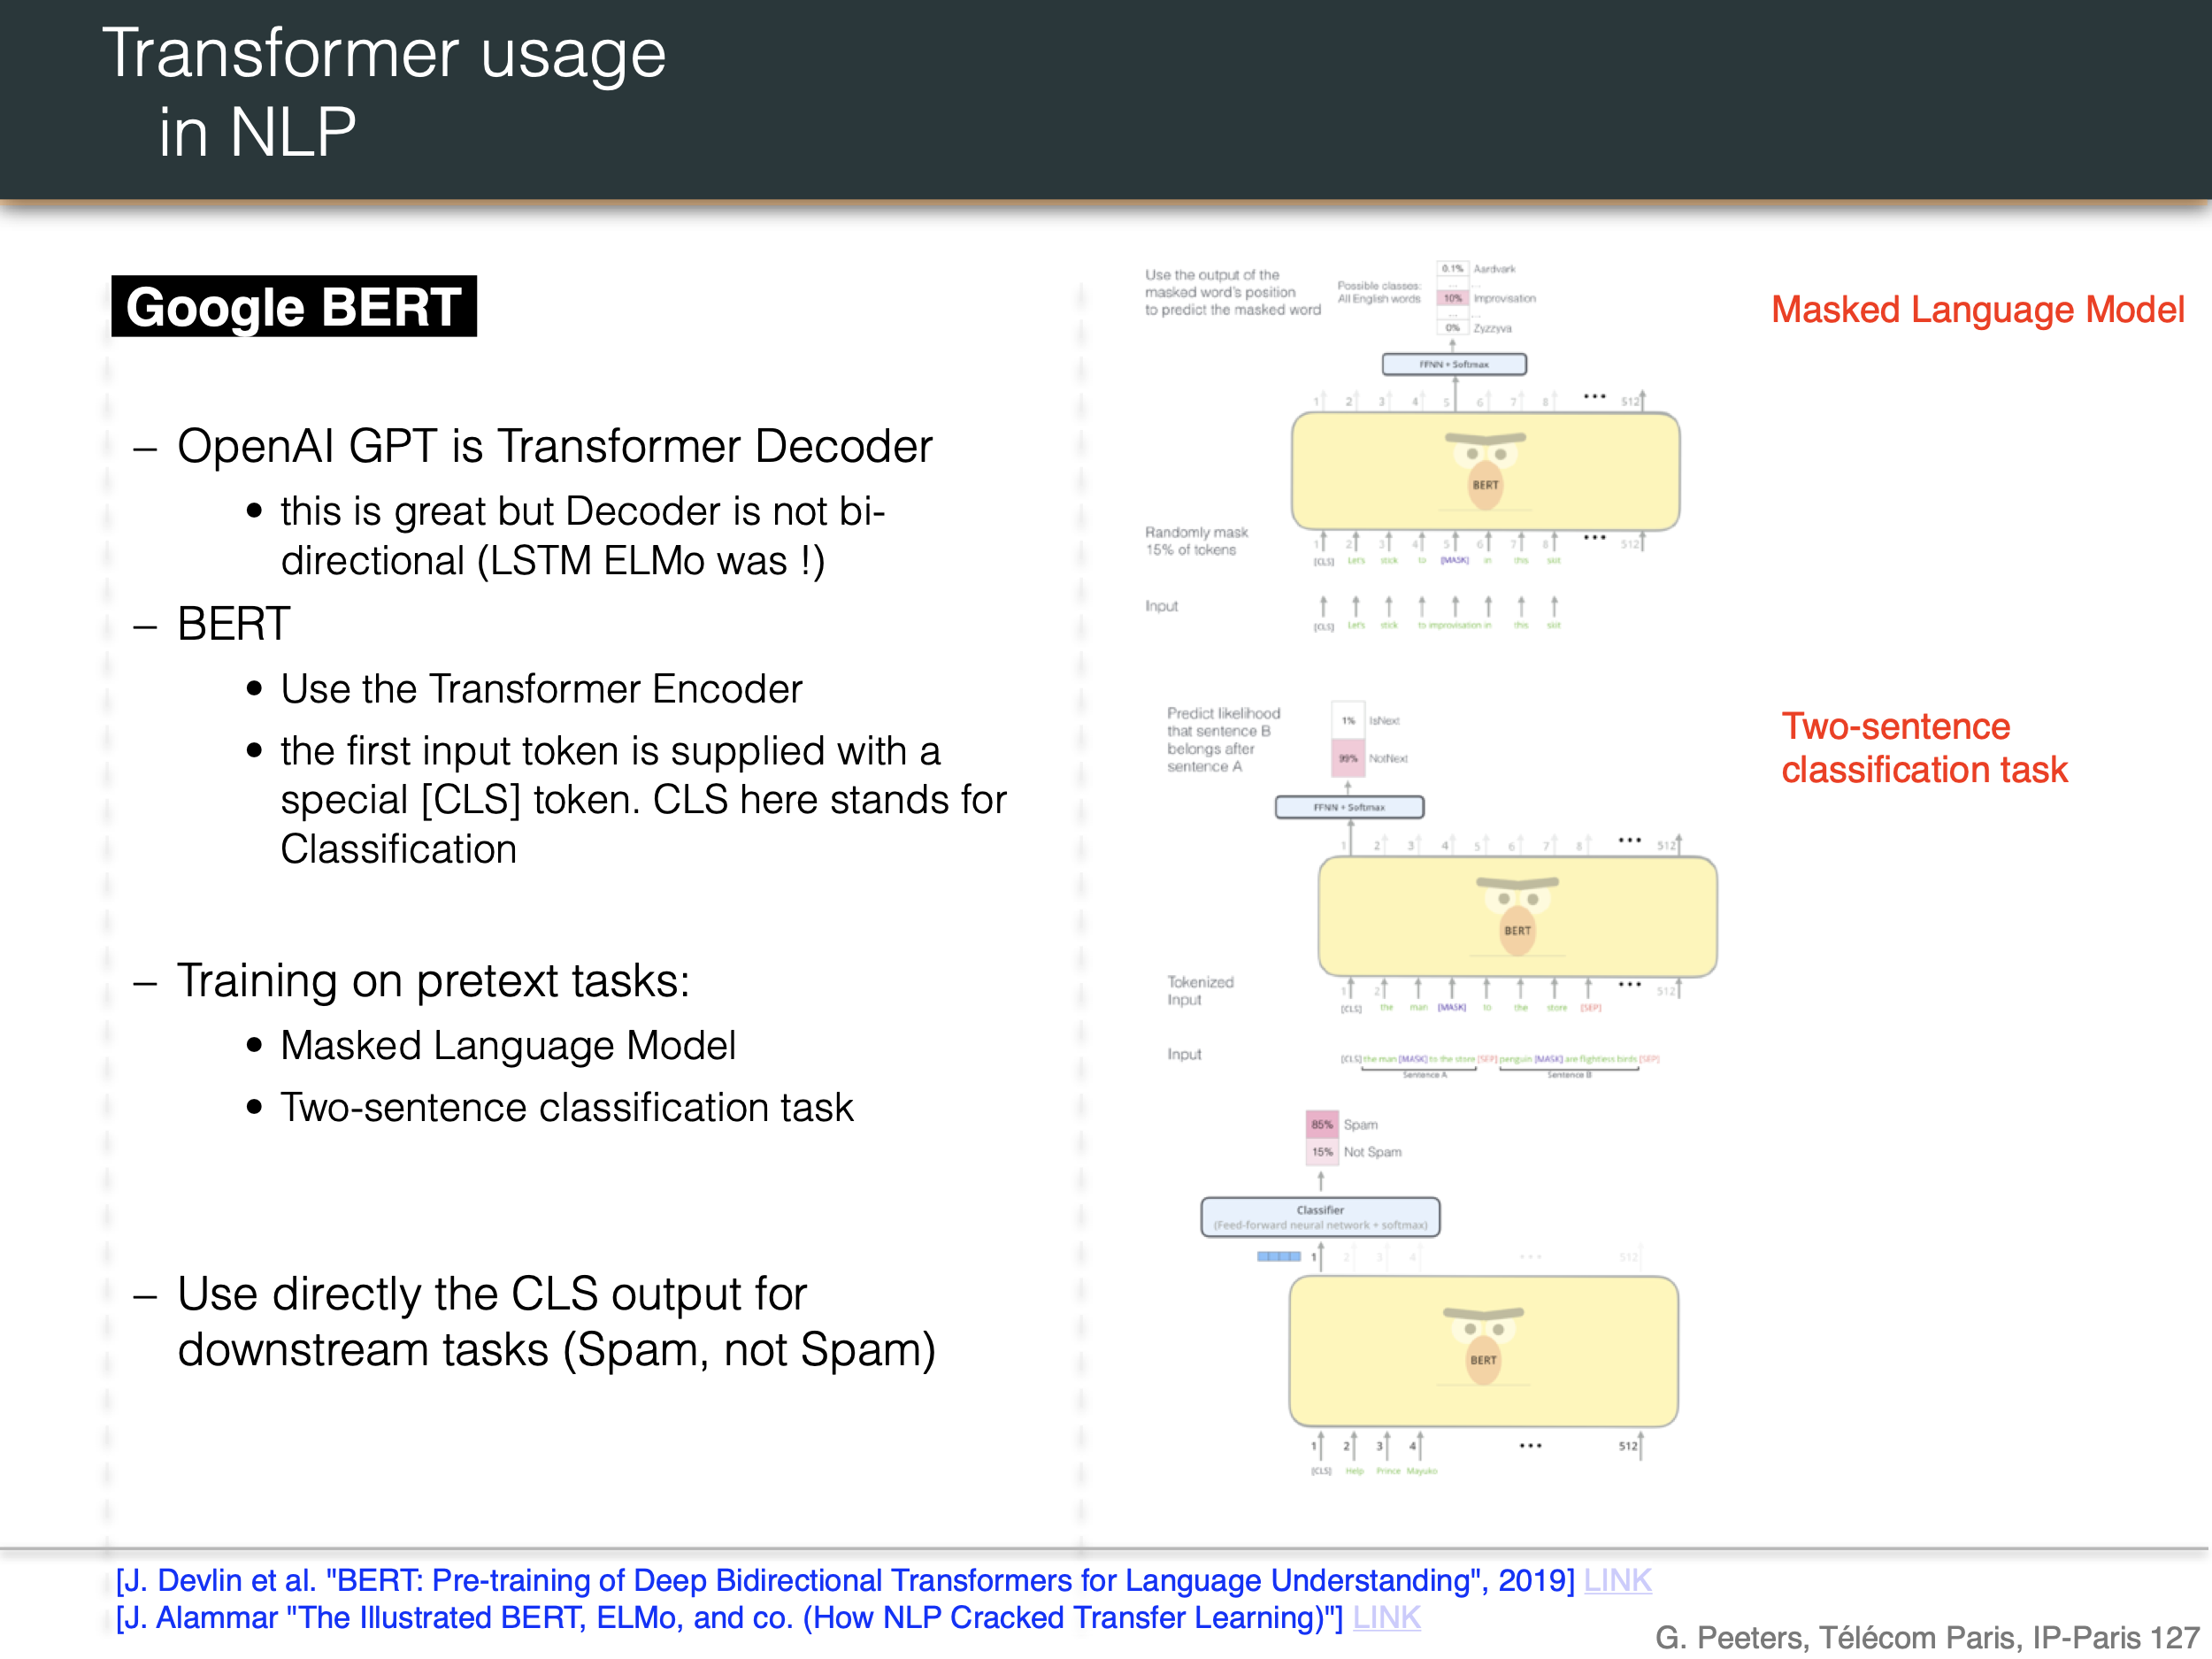 Transformer usage
in NLP
Google BERT
– OpenAI GPT is Transformer Decoder
• this is great but Decoder is not bi-
directional (LSTM ELMo was !)
– BERT
• Use the Transformer Encoder
• the first input token is supplied with a
special [CLS] token. CLS here stands for
Classification
– Training on pretext tasks:
• Masked Language Model
• Two-sentence classification task
– Use directly the CLS output for
downstream tasks (Spam, not Spam)
Use the output of the
masked word's position
to predict the masked word
Possible classes:
All English words
0.1% Aardvark
... ...
10% Improvisation
... ...
0% Zyzzyva
Masked Language Model
FFNN + Softmax
1 2 3 4 5 6 7 8 ••• 512
BERT
Randomly mask
15% of tokens
1 2 3 4 5 6 7 8 ••• 512
[CLS] Let's stick to [MASK] in this skit
Input
[CLS] Let's stick to improvisation in this skit
Predict likelihood
that sentence B
belongs after
sentence A
1% IsNext
99% NotNext
Two-sentence
classification task
FFNN + Softmax
1 2 3 4 5 6 7 8 ••• 512
BERT
Tokenized
Input
1 2 ••• 512
[CLS] the man [MASK] to the store [SEP]
Input
[CLS] the man [MASK] to the store [SEP] penguin [MASK] are flightless birds [SEP]
Sentence A Sentence B
85% Spam
15% Not Spam
Classifier
(Feed-forward neural network + softmax)
1 2 3 4 ••• 512
BERT
1 2 3 4 ••• 512
[CLS] Help Prince Mayuko
[J. Devlin et al. "BERT: Pre-training of Deep Bidirectional Transformers for Language Understanding", 2019] LINK
[J. Alammar "The Illustrated BERT, ELMo, and co. (How NLP Cracked Transfer Learning)"] LINK
G. Peeters, Télécom Paris, IP-Paris 127